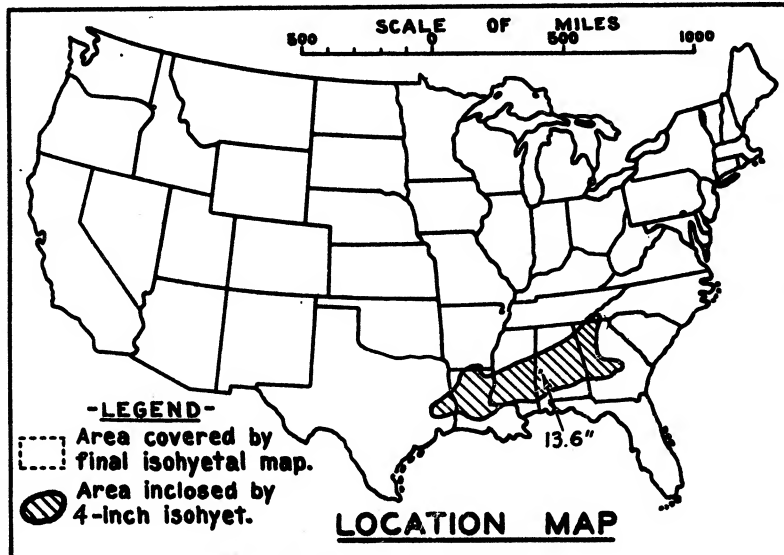 SCALE OF MILES
500 0 500 1000
-LEGEND-
Area covered by
final isohyetal map.
Area inclosed by
4-inch isohyet.
13.6"
LOCATION MAP